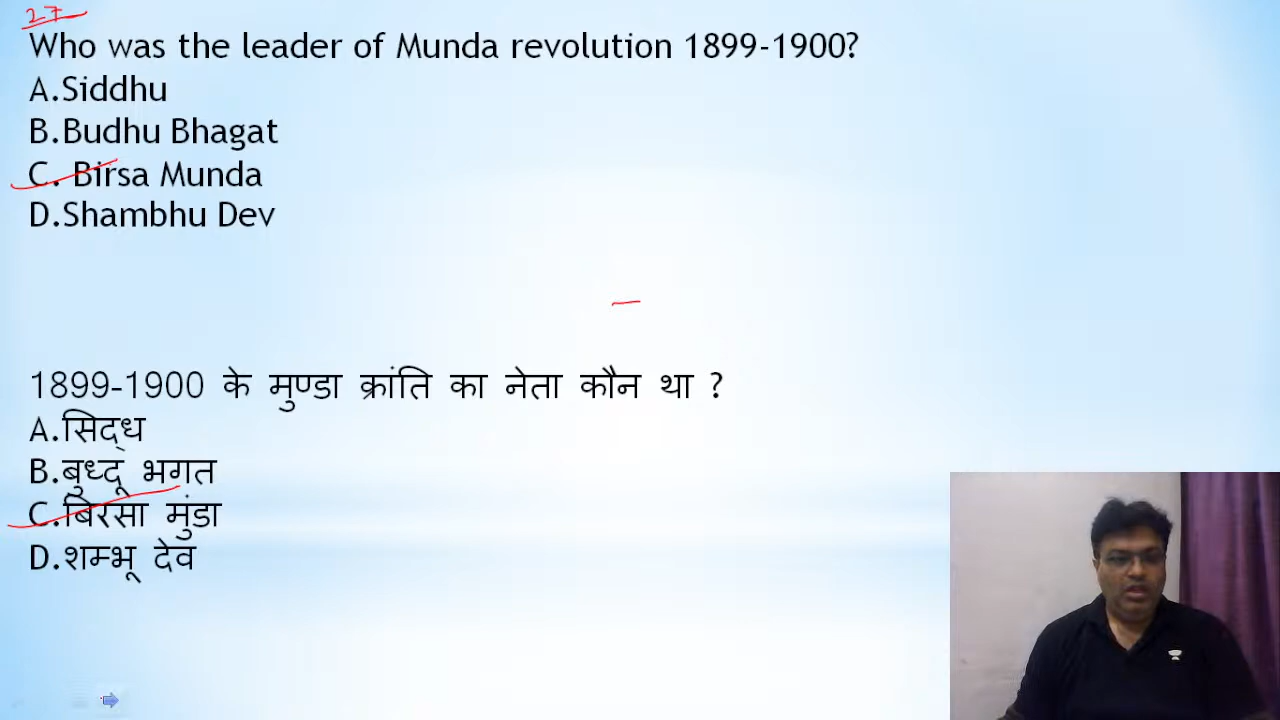 27
Who was the leader of Munda revolution 1899-1900?
A.Siddhu
B.Budhu Bhagat
C. Birsa Munda
D.Shambhu Dev
1899-1900 के मुण्डा क्रांति का नेता कौन था ?
A.सिद्ध
B.बुध्दू भगत
C.बिरसा मुंडा
D.शम्भू देव